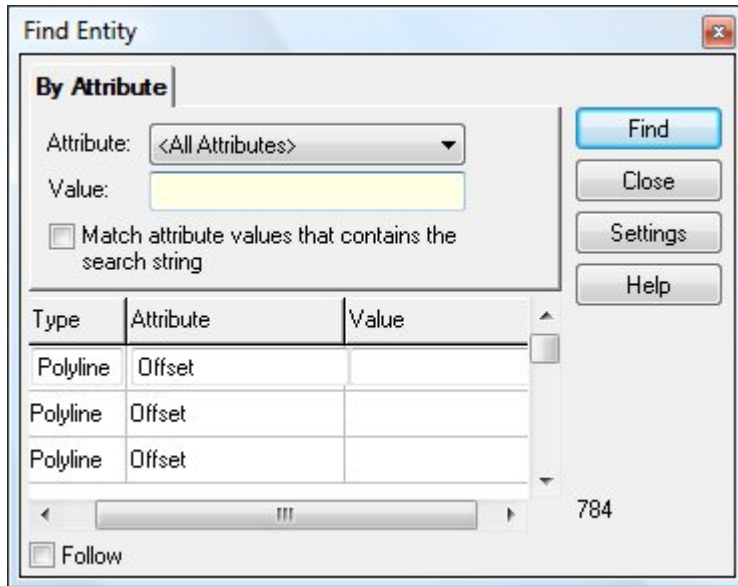 Find Entity
By Attribute
Attribute: <All Attributes>
Value:
Match attribute values that contains the
search string
Find
Close
Settings
Help
Type Attribute Value
Polyline Offset
Polyline Offset
Polyline Offset
784
Follow